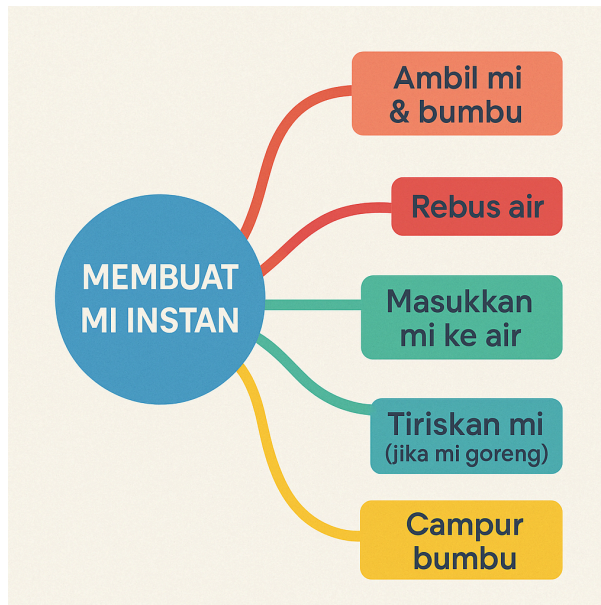 MEMBUAT
MI INSTAN
Ambil mi
& bumbu
Rebus air
Masukkan
mi ke air
Tiriskan mi
(jika mi goreng)
Campur
bumbu